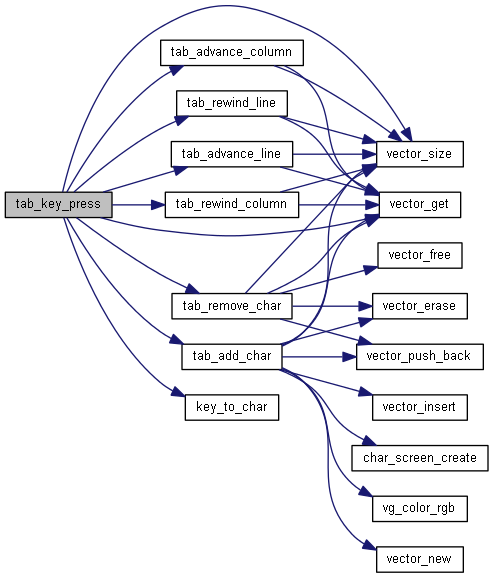 tab_advance_column
tab_rewind_line
tab_advance_line
vector_size
tab_key_press
tab_rewind_column
vector_get
vector_free
tab_remove_char
vector_erase
tab_add_char
vector_push_back
key_to_char
vector_insert
char_screen_create
vg_color_rgb
vector_new